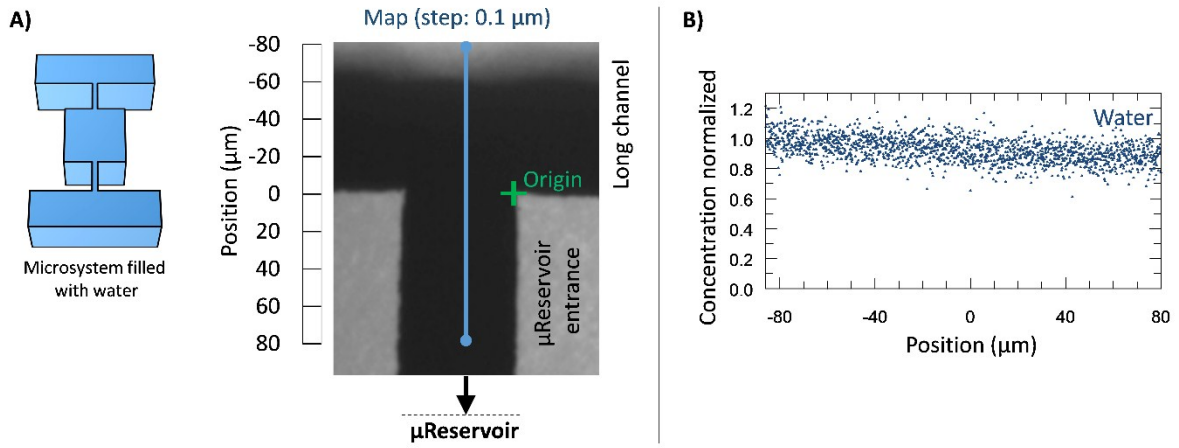 A)
Map (step: 0.1 µm)
-80
-60
-40
-20
0
20
40
60
80
Position (µm)
Origin
Long channel
µReservoir
entrance
µReservoir
Microsystem filled
with water
B)
Concentration normalized
1.2
1.0
0.8
0.6
0.4
0.2
0.0
Water
-80
-40
0
40
80
Position (µm)